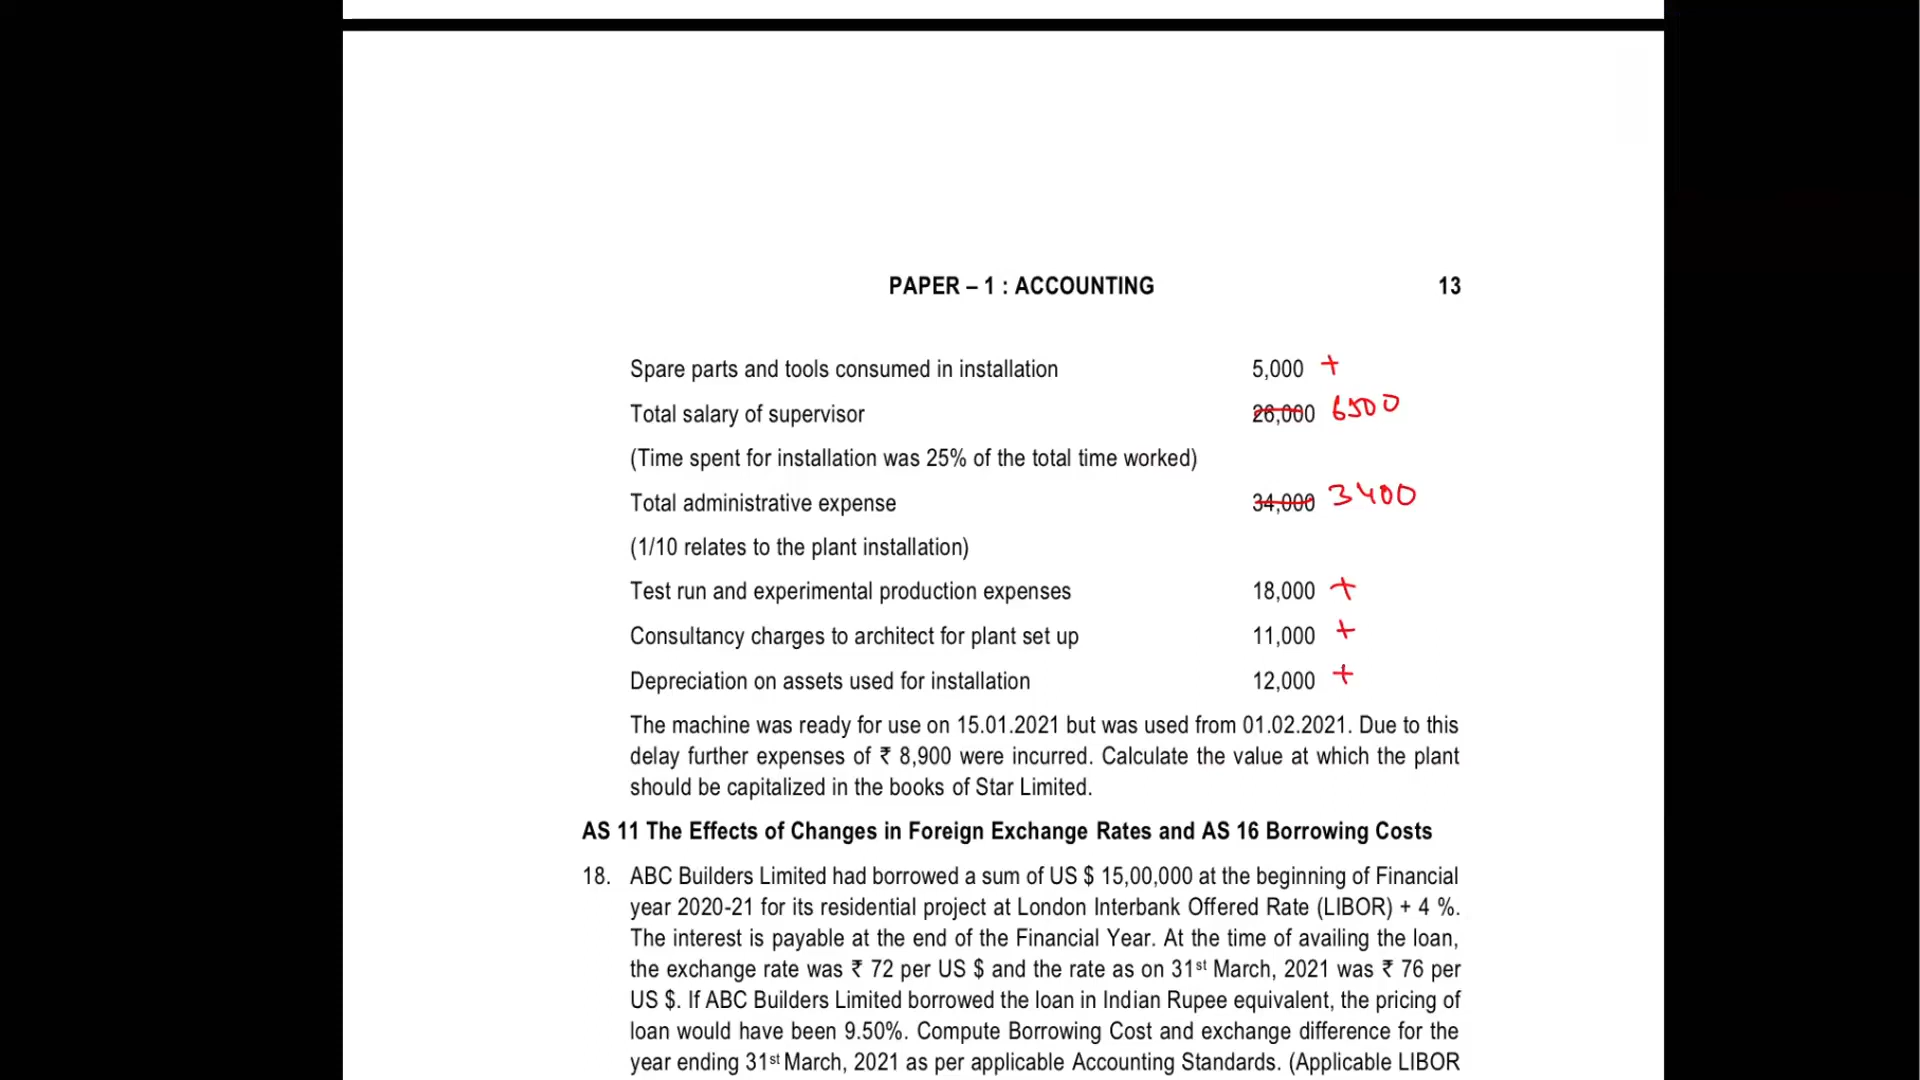 PAPER – 1 : ACCOUNTING 13
Spare parts and tools consumed in installation 5,000 +
Total salary of supervisor 26,000 6500
(Time spent for installation was 25% of the total time worked)
Total administrative expense 34,000 3400
(1/10 relates to the plant installation)
Test run and experimental production expenses 18,000 +
Consultancy charges to architect for plant set up 11,000 +
Depreciation on assets used for installation 12,000 +
The machine was ready for use on 15.01.2021 but was used from 01.02.2021. Due to this
delay further expenses of ₹ 8,900 were incurred. Calculate the value at which the plant
should be capitalized in the books of Star Limited.
AS 11 The Effects of Changes in Foreign Exchange Rates and AS 16 Borrowing Costs
18. ABC Builders Limited had borrowed a sum of US $ 15,00,000 at the beginning of Financial
year 2020-21 for its residential project at London Interbank Offered Rate (LIBOR) + 4 %.
The interest is payable at the end of the Financial Year. At the time of availing the loan,
the exchange rate was ₹ 72 per US $ and the rate as on 31st March, 2021 was ₹ 76 per
US $. If ABC Builders Limited borrowed the loan in Indian Rupee equivalent, the pricing of
loan would have been 9.50%. Compute Borrowing Cost and exchange difference for the
year ending 31st March, 2021 as per applicable Accounting Standards. (Applicable LIBOR